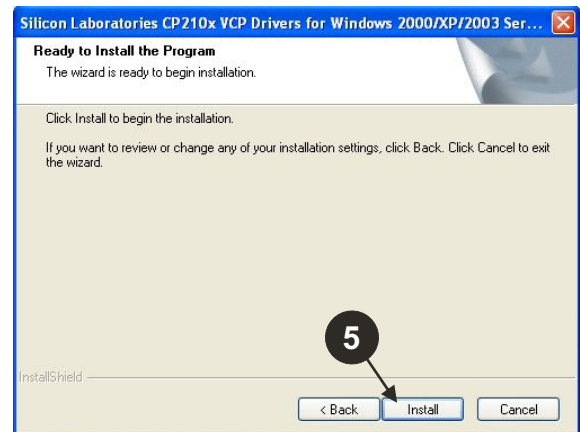 Silicon Laboratories CP210x VCP Drivers for Windows 2000/XP/2003 Ser...
Ready to Install the Program
The wizard is ready to begin installation.
Click Install to begin the installation.
If you want to review or change any of your installation settings, click Back. Click Cancel to exit
the wizard.
5
InstallShield
< Back Install Cancel